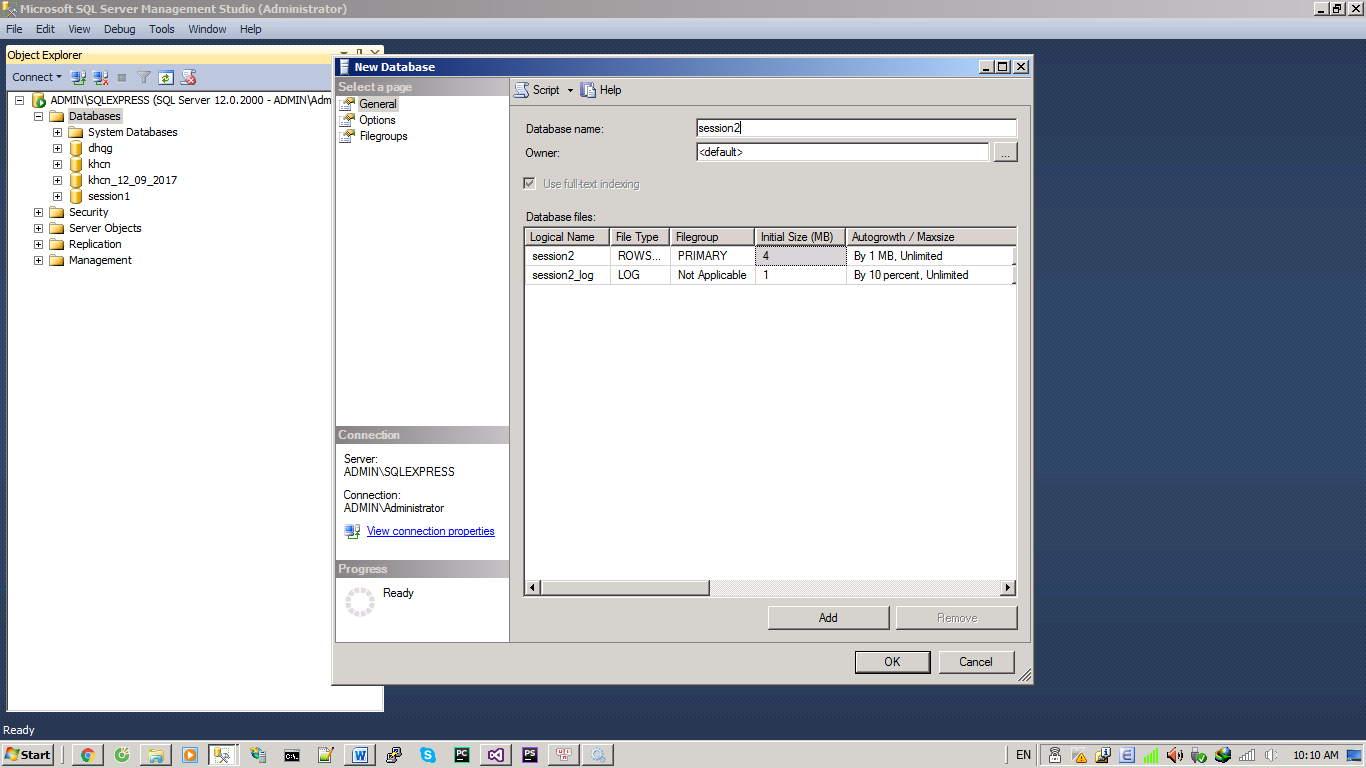 Microsoft SQL Server Management Studio (Administrator)
File Edit View Debug Tools Window Help
Object Explorer
Connect
ADMIN\SQLEXPRESS (SQL Server 12.0.2000 - ADMIN\Adm
Databases
System Databases
dhqg
khcn
khcn_12_09_2017
session1
Security
Server Objects
Replication
Management
New Database
Select a page
General
Options
Filegroups
Script Help
Database name: session2
Owner: <default> ...
Use full-text indexing
Database files:
Logical Name File Type Filegroup Initial Size (MB) Autogrowth / Maxsize
session2 ROWS... PRIMARY 4 By 1 MB, Unlimited
session2_log LOG Not Applicable 1 By 10 percent, Unlimited
Connection
Server:
ADMIN\SQLEXPRESS
Connection:
ADMIN\Administrator
View connection properties
Progress
Ready
Add Remove
OK Cancel
Ready
Start EN 10:10 AM